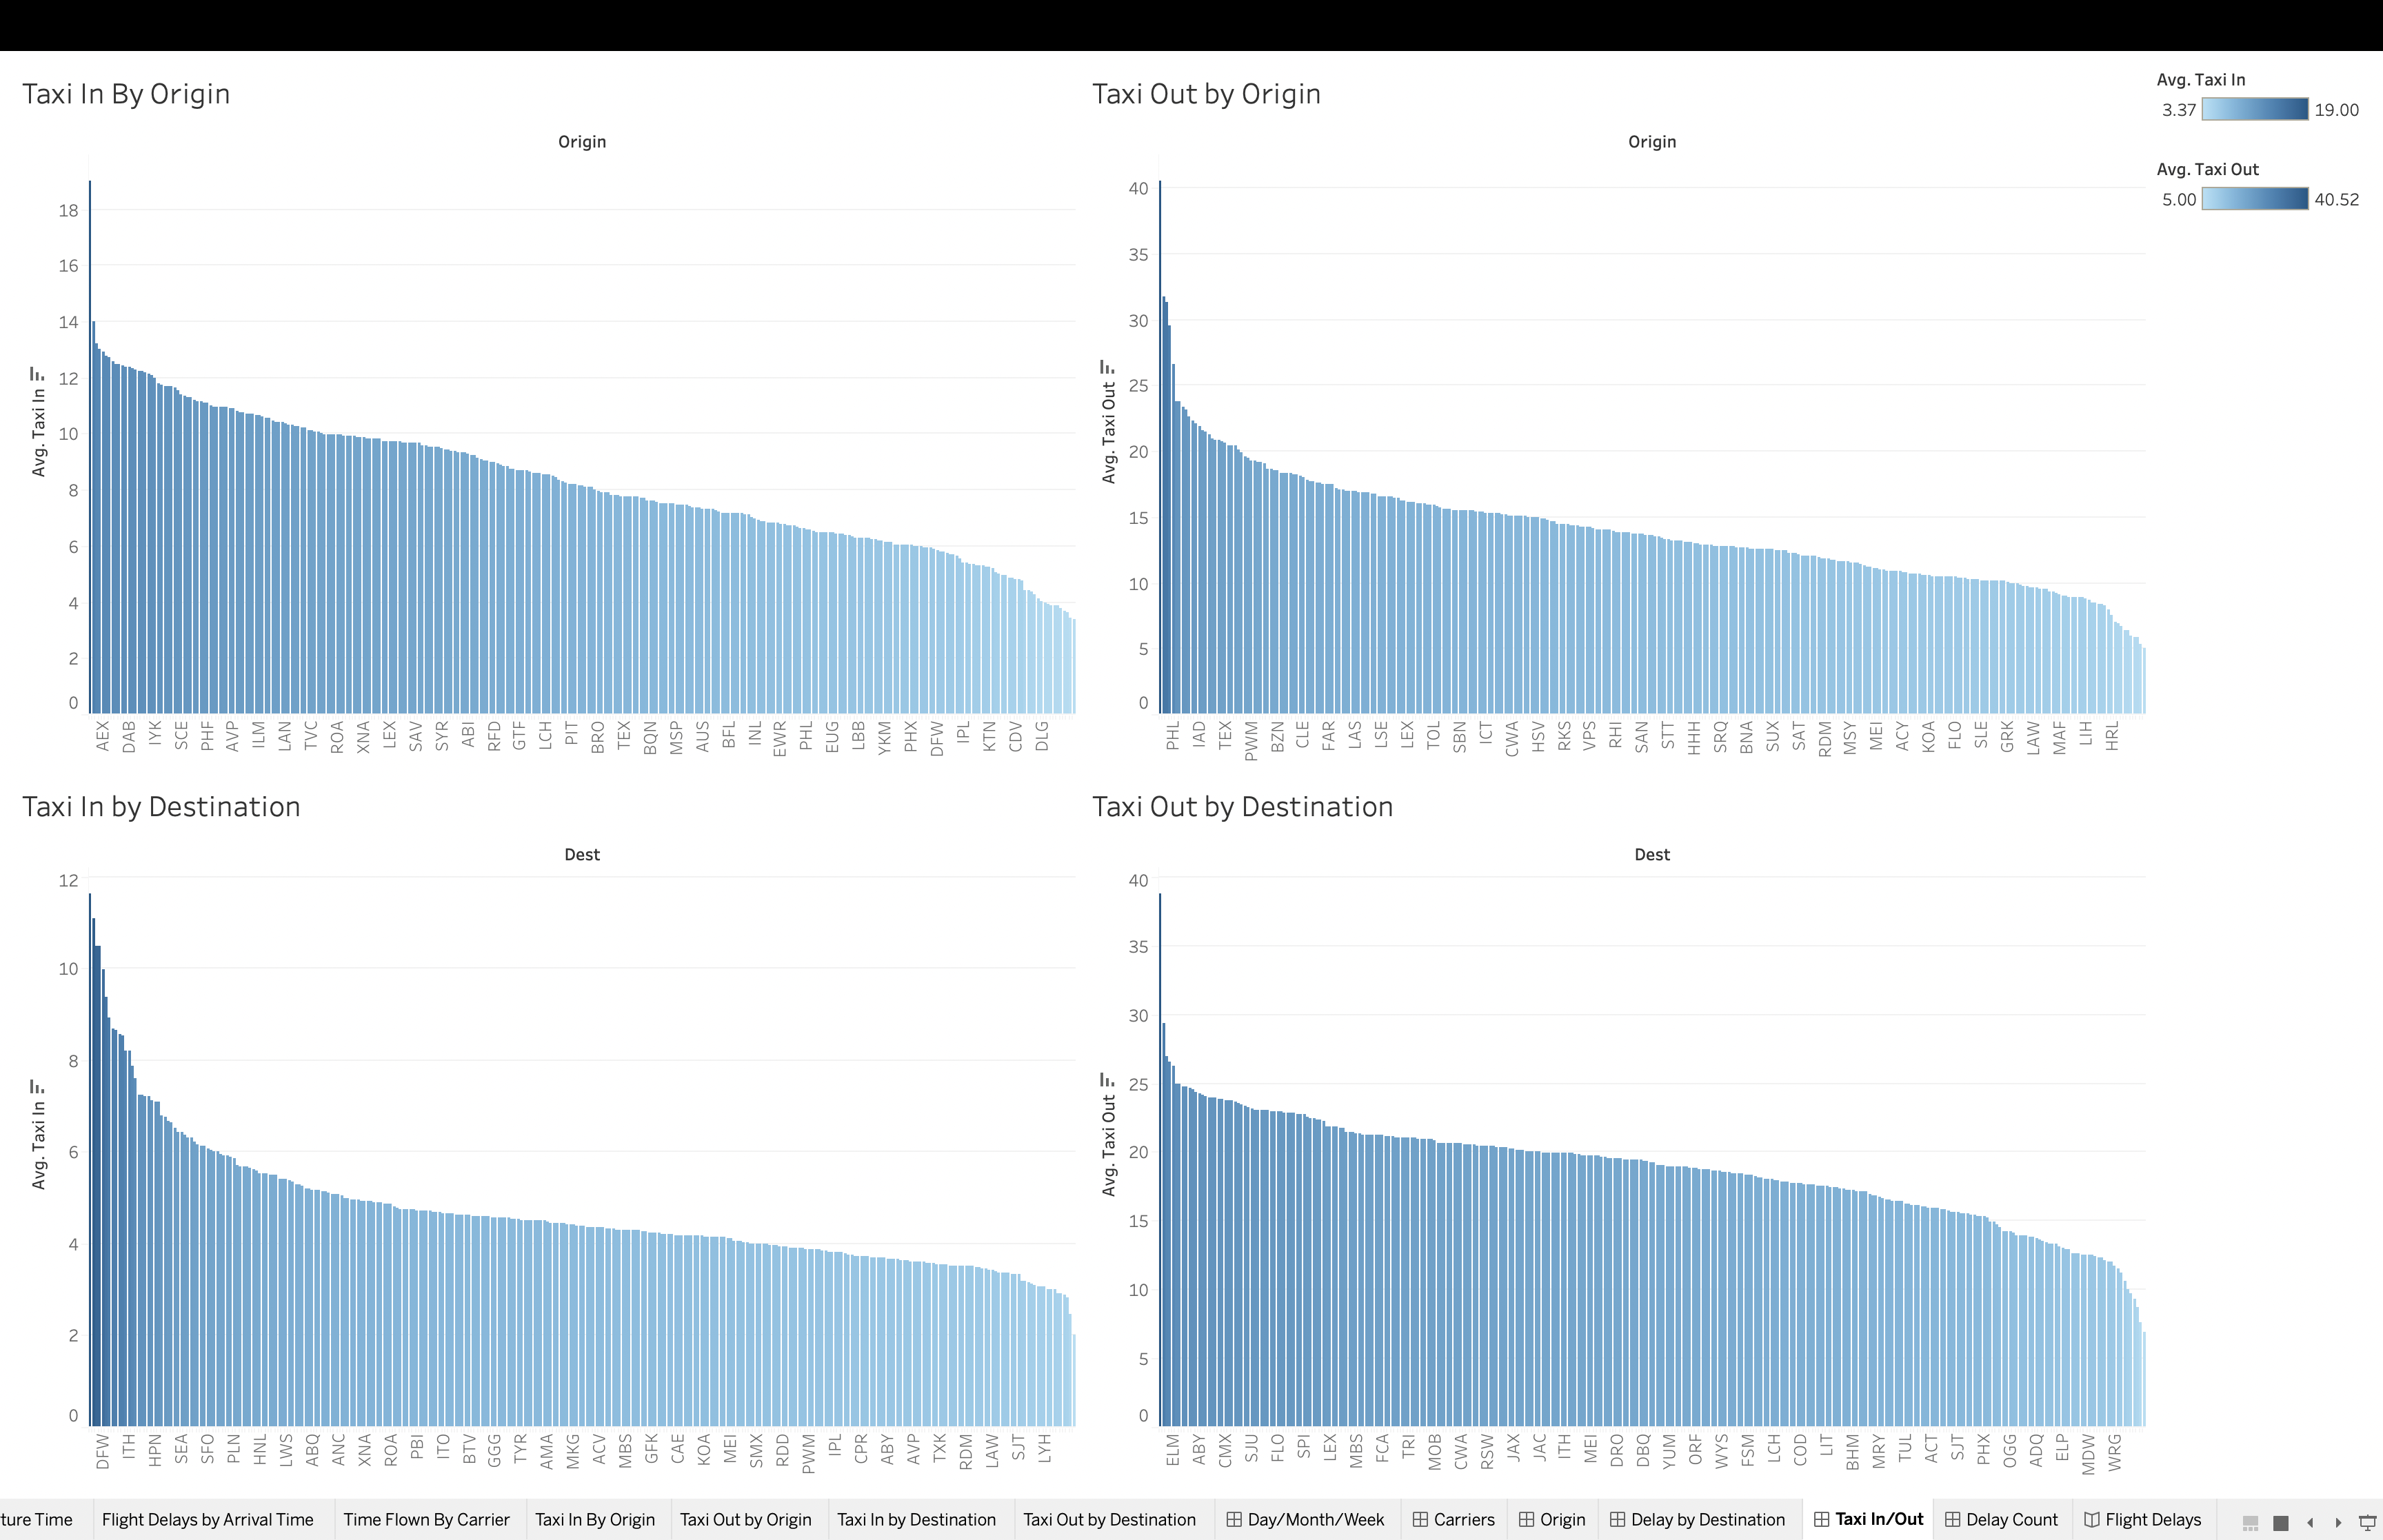 Taxi In By Origin
Origin
Avg. Taxi In
18
16
14
12
10
8
6
4
2
0
AEX DAB IYK SCE PHF AVP ILM LAN TVC ROA XNA LEX SAV SYR ABI RFD GTF LCH PIT BRO TEX BQN MSP AUS BFL INL EWR PHL EUG LBB YKM PHX DFW IPL KTN CDV DLG
Taxi Out by Origin
Origin
Avg. Taxi Out
40
35
30
25
20
15
10
5
0
PHL IAD TEX PWM BZN CLE FAR LAS LSE LEX TOL SBN ICT CWA HSV RKS VPS RHI SAN STT HHH SRQ BNA SUX SAT RDM MSY MEI ACY KOA FLO SLE GRK LAW MAF LIH HRL
Avg. Taxi In
3.37 19.00
Avg. Taxi Out
5.00 40.52
Taxi In by Destination
Dest
Avg. Taxi In
12
10
8
6
4
2
0
DFW ITH HPN SEA SFO PLN HNL LWS ABQ ANC XNA ROA PBI ITO BTV GGG TYR AMA MKG ACV MBS GFK CAE KOA MEI SMX RDD PWM IPL CPR ABY AVP TXK RDM LAW SJT LYH
Taxi Out by Destination
Dest
Avg. Taxi Out
40
35
30
25
20
15
10
5
0
ELM ABY CMX SJU FLO SPI LEX MBS FCA TRI MOB CWA RSW JAX JAC ITH MEI DRO DBQ YUM ORF WYS FSM LCH COD LIT BHM MRY TUL ACT SJT PHX OGG ADQ ELP MDW WRG
ture Time Flight Delays by Arrival Time Time Flown By Carrier Taxi In By Origin Taxi Out by Origin Taxi In by Destination Taxi Out by Destination Day/Month/Week Carriers Origin Delay by Destination Taxi In/Out Delay Count Flight Delays